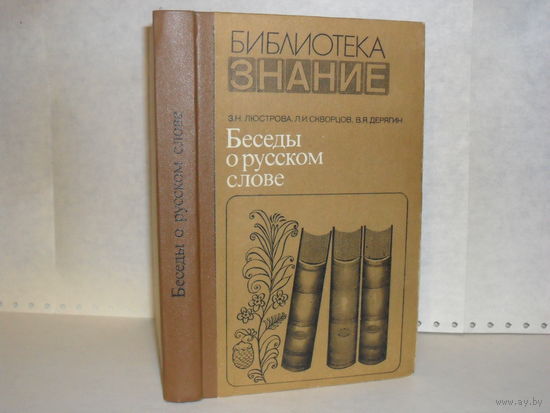 БИБЛИОТЕКА
ЗНАНИЕ
З.Н. ЛЮСТРОВА, Л.И. СКВОРЦОВ, В.Я. ДЕРЯГИН
Беседы
о русском
слове
Беседы о русском слове
www.ay.by